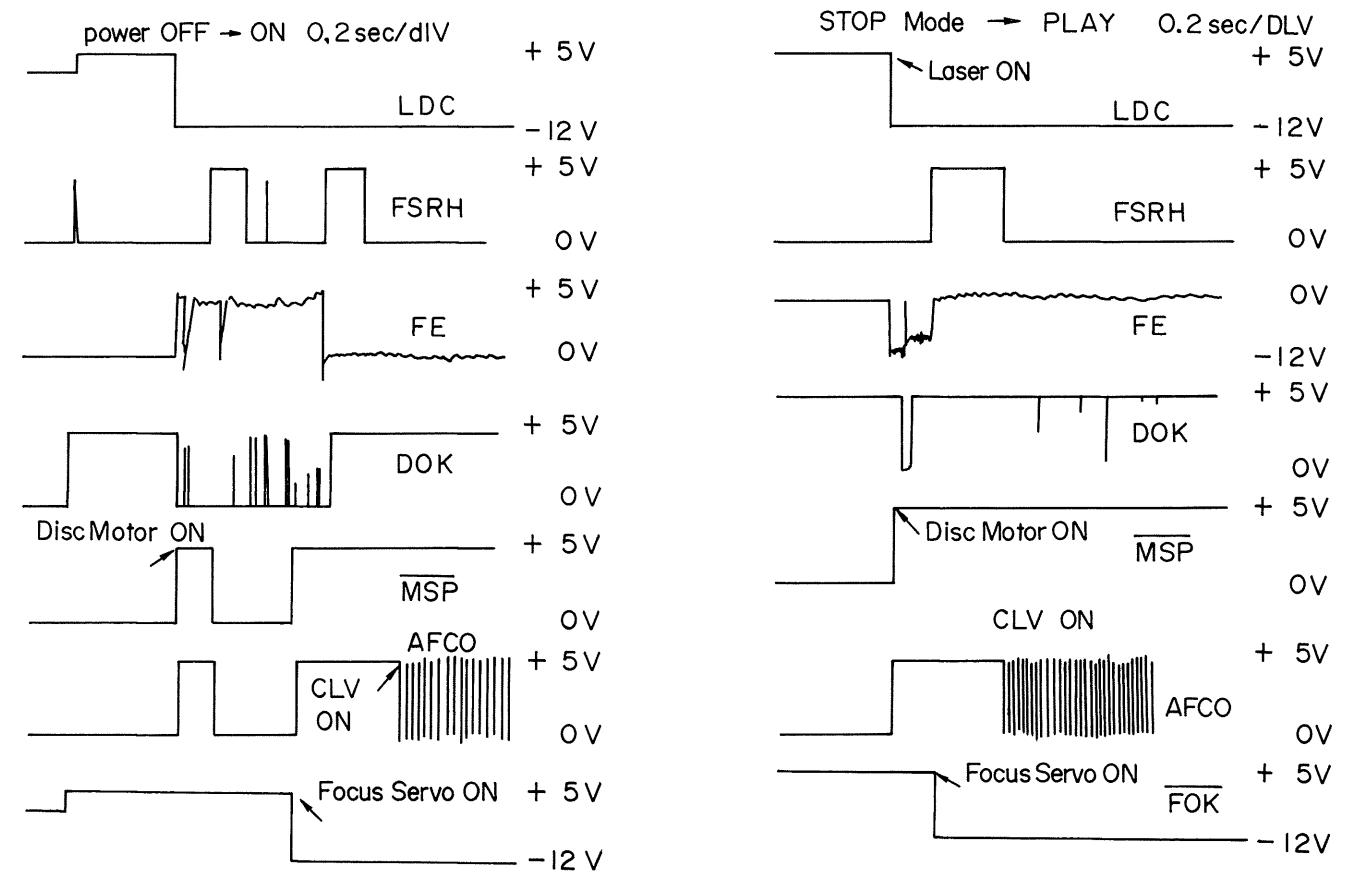 power OFF → ON 0,2 sec/dIV
+ 5V
LDC
-12V
+ 5V
FSRH
0V
+ 5V
FE
0V
+ 5V
DOK
0V
Disc Motor ON
+ 5V
MSP
0V
AFCO
+ 5V
CLV
ON
0V
Focus Servo ON
+ 5V
-12V
STOP Mode → PLAY 0.2 sec/DLV
+ 5V
Laser ON
LDC
-12V
+ 5V
FSRH
0V
0V
FE
-12V
+ 5V
DOK
0V
+ 5V
Disc Motor ON
MSP
0V
CLV ON
+ 5V
AFCO
0V
Focus Servo ON
+ 5V
FOK
-12V